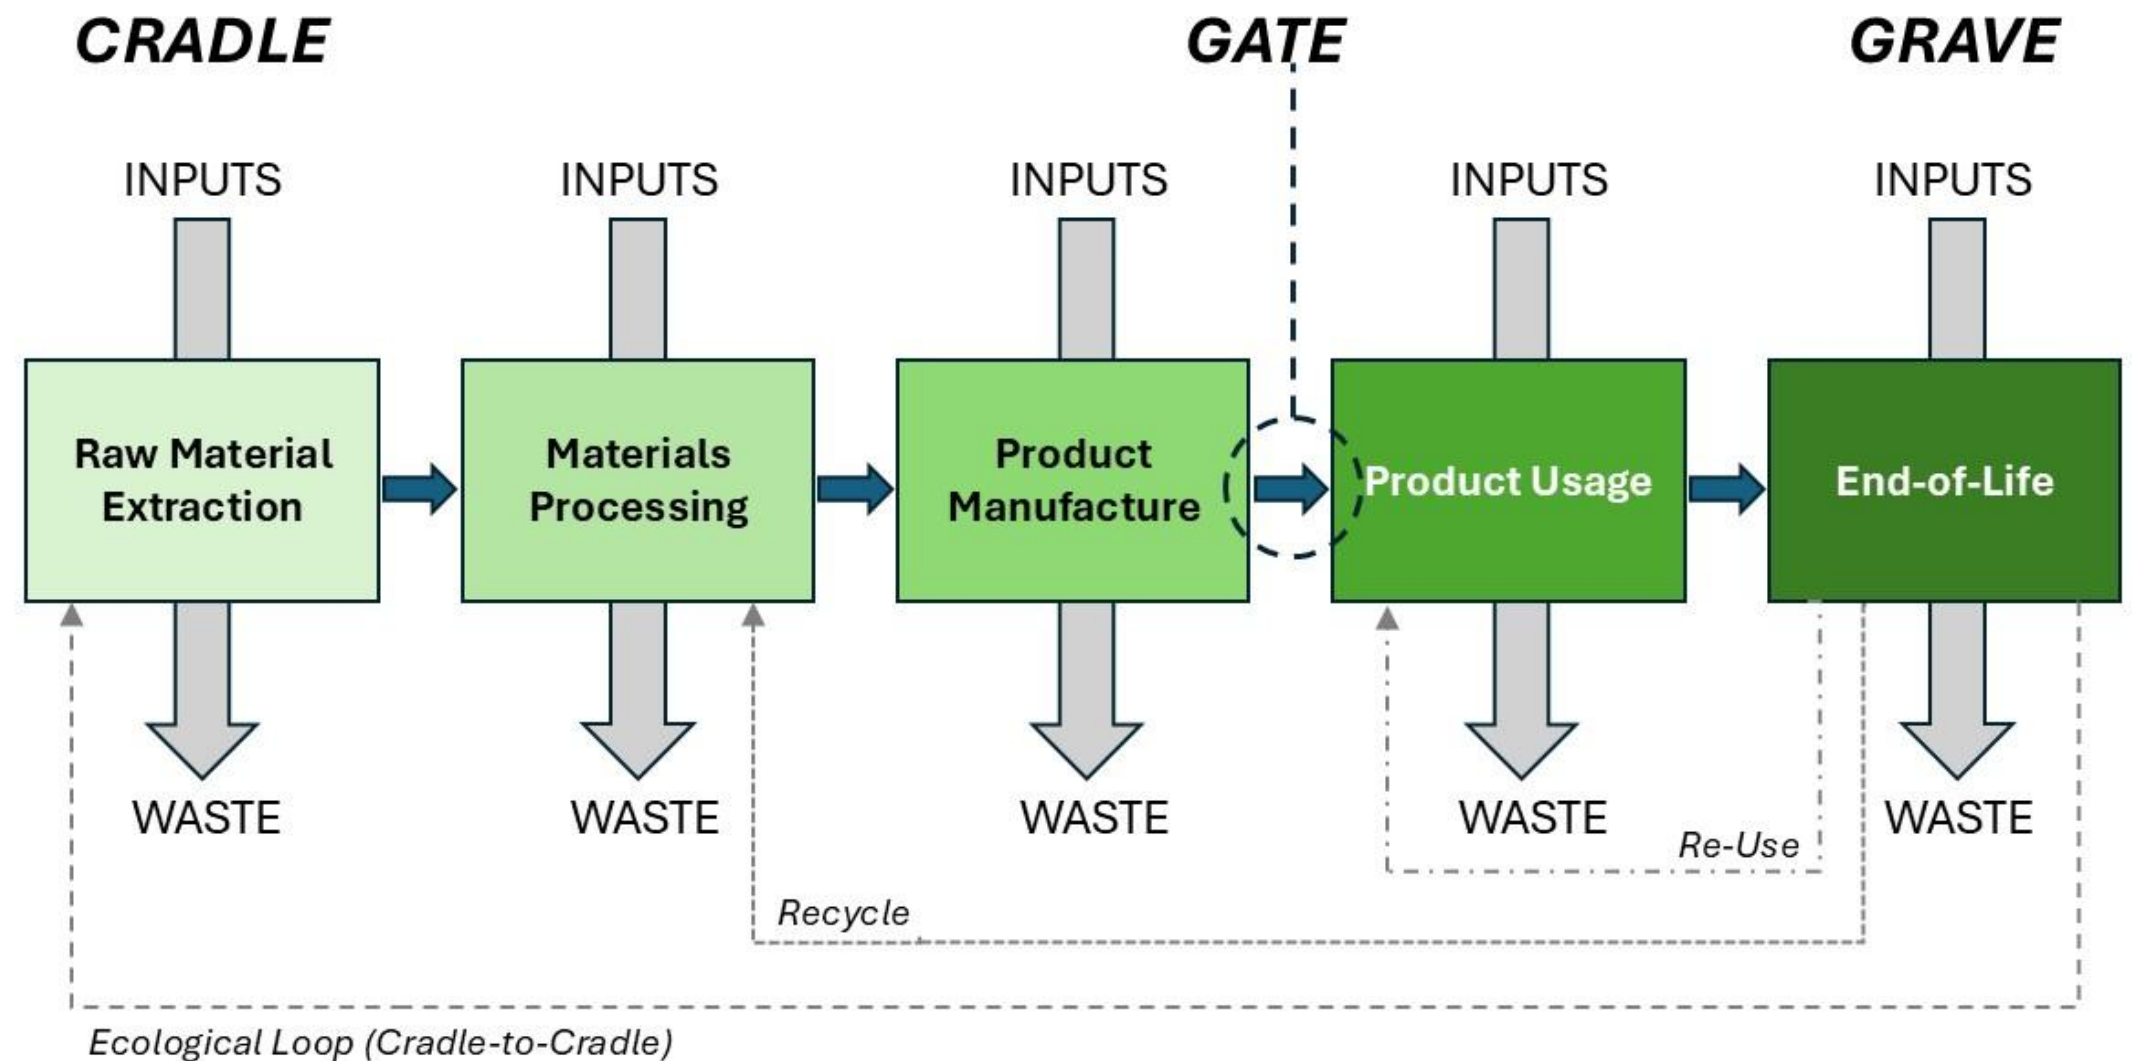 CRADLE
GATE
GRAVE
INPUTS
INPUTS
INPUTS
INPUTS
INPUTS
Raw Material
Extraction
Materials
Processing
Product
Manufacture
Product Usage
End-of-Life
WASTE
WASTE
WASTE
WASTE
WASTE
Re-Use
Recycle
Ecological Loop (Cradle-to-Cradle)